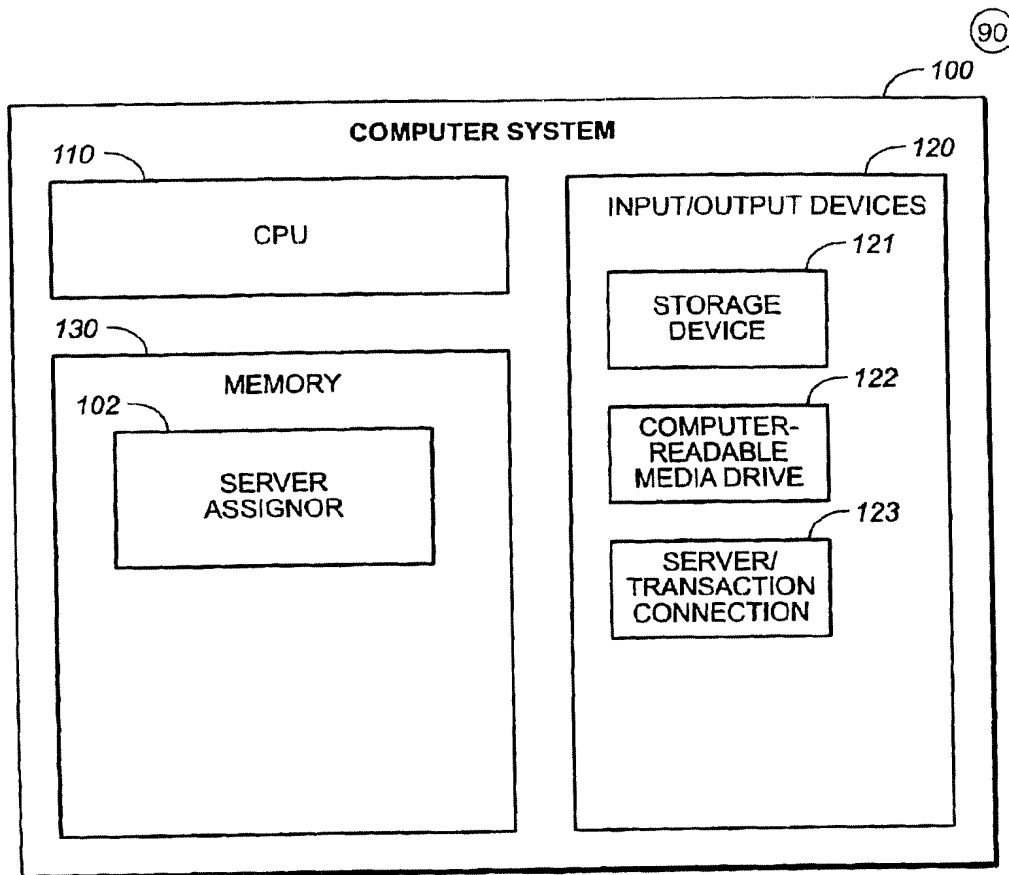 90
100
COMPUTER SYSTEM
110
CPU
120
INPUT/OUTPUT DEVICES
121
STORAGE
DEVICE
130
MEMORY
102
SERVER
ASSIGNOR
122
COMPUTER-
READABLE
MEDIA DRIVE
123
SERVER/
TRANSACTION
CONNECTION